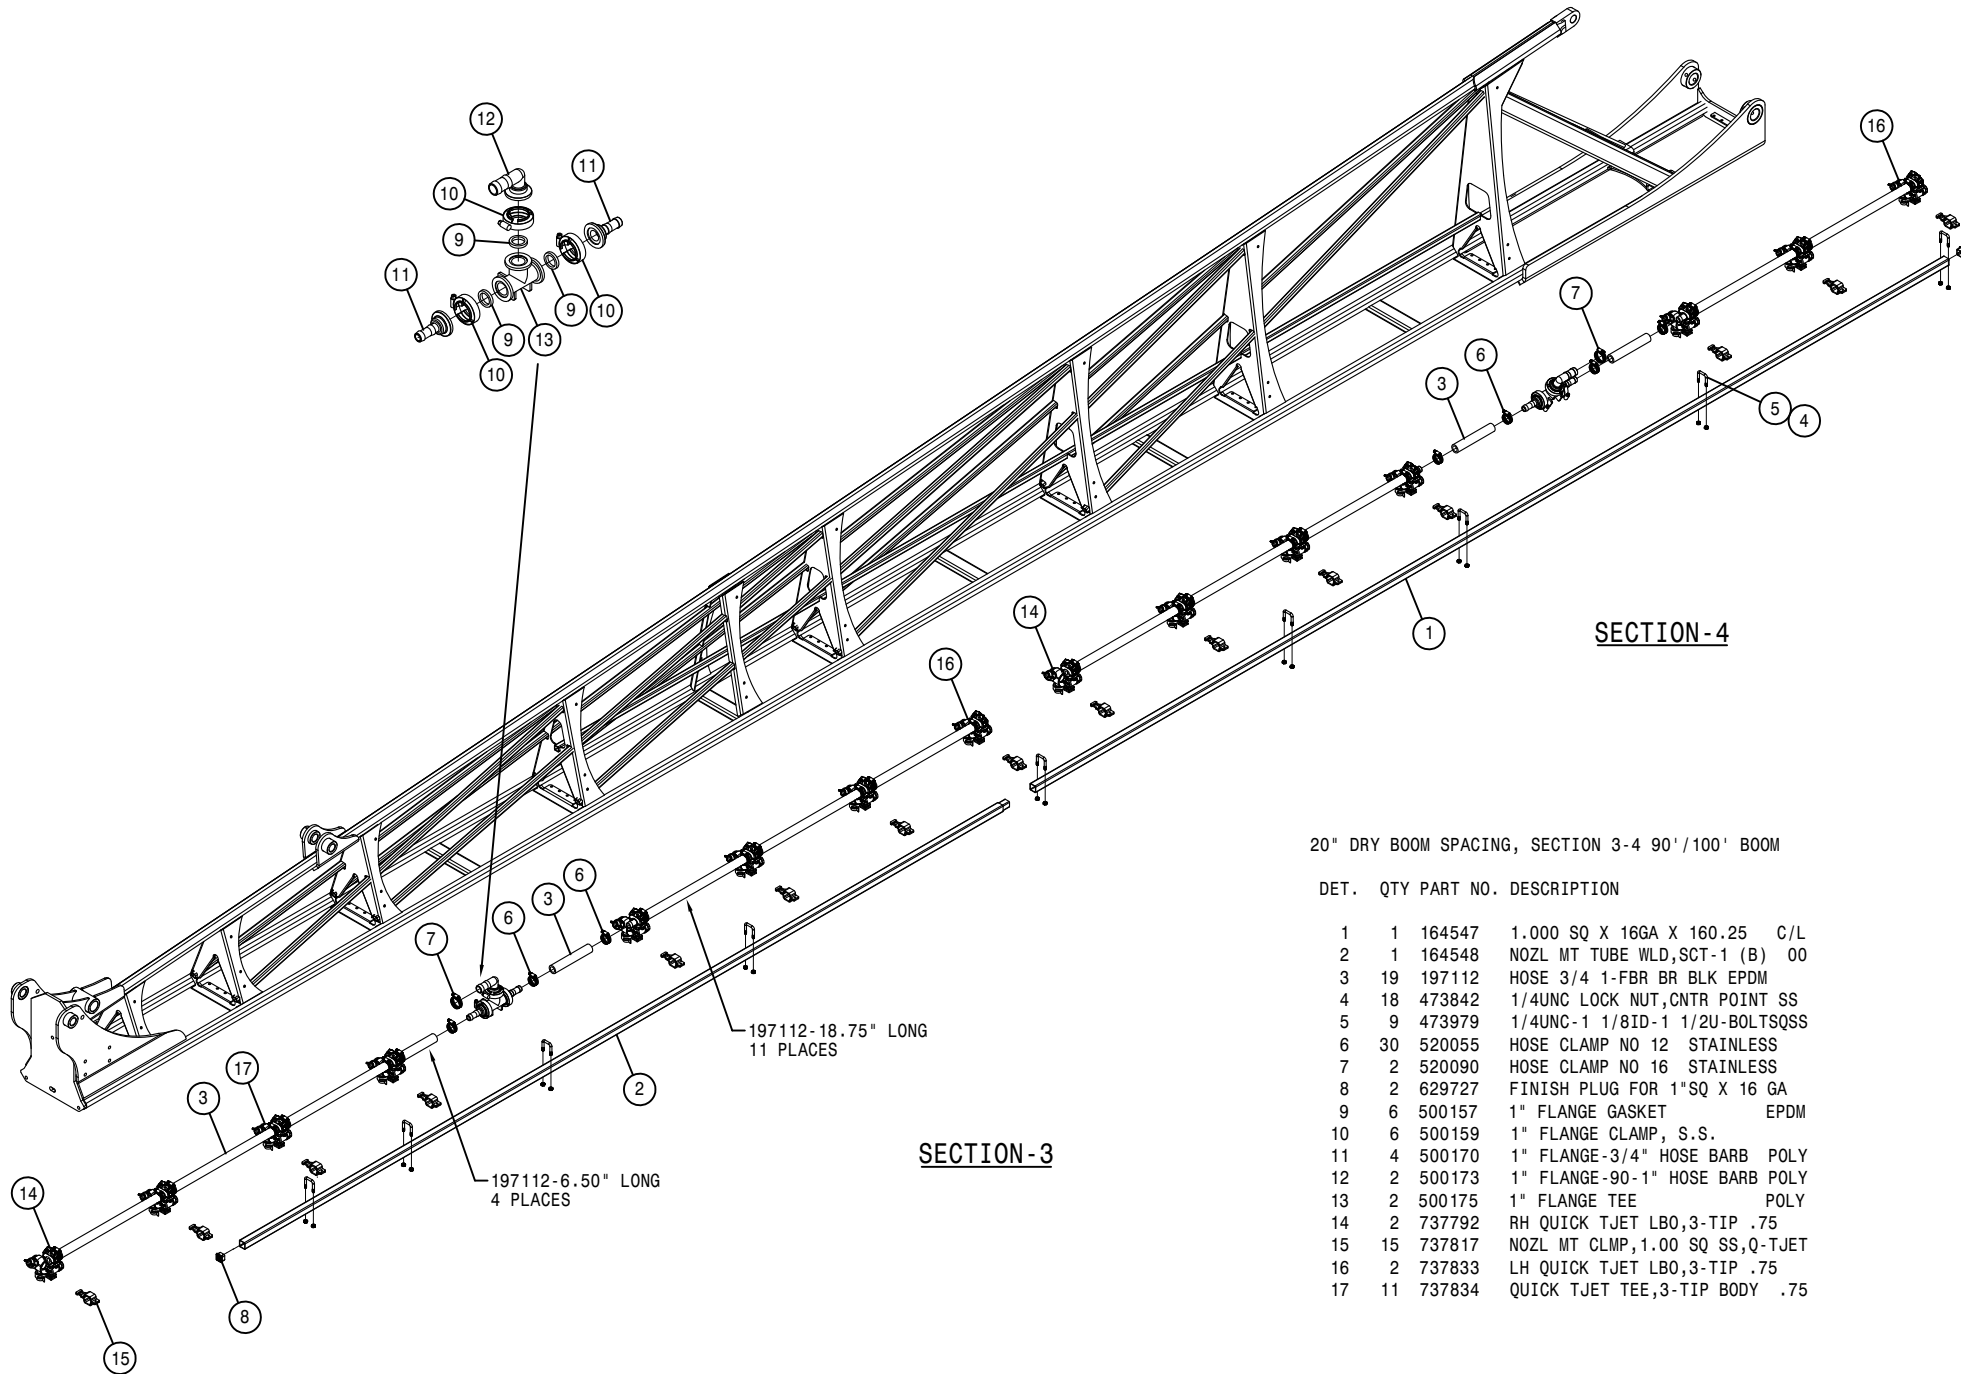 12
11
10
9
11
9
10
9
13
10
16
7
6
3
5
4
14
1
SECTION-4
16
6
3
6
7
197112-18.75" LONG
11 PLACES
2
17
3
SECTION-3
197112-6.50" LONG
4 PLACES
14
8
15
20" DRY BOOM SPACING, SECTION 3-4 90'/100' BOOM
DET. QTY PART NO. DESCRIPTION
1 1 164547 1.000 SQ X 16GA X 160.25 C/L
2 1 164548 NOZL MT TUBE WLD,SCT-1 (B) 00
3 19 197112 HOSE 3/4 1-FBR BR BLK EPDM
4 18 473842 1/4UNC LOCK NUT,CNTR POINT SS
5 9 473979 1/4UNC-1 1/8ID-1 1/2U-BOLTSQSS
6 30 520055 HOSE CLAMP NO 12 STAINLESS
7 2 520090 HOSE CLAMP NO 16 STAINLESS
8 2 629727 FINISH PLUG FOR 1"SQ X 16 GA
9 6 500157 1" FLANGE GASKET EPDM
10 6 500159 1" FLANGE CLAMP, S.S.
11 4 500170 1" FLANGE-3/4" HOSE BARB POLY
12 2 500173 1" FLANGE-90-1" HOSE BARB POLY
13 2 500175 1" FLANGE TEE POLY
14 2 737792 RH QUICK TJET LBO,3-TIP .75
15 15 737817 NOZL MT CLMP,1.00 SQ SS,Q-TJET
16 2 737833 LH QUICK TJET LBO,3-TIP .75
17 11 737834 QUICK TJET TEE,3-TIP BODY .75